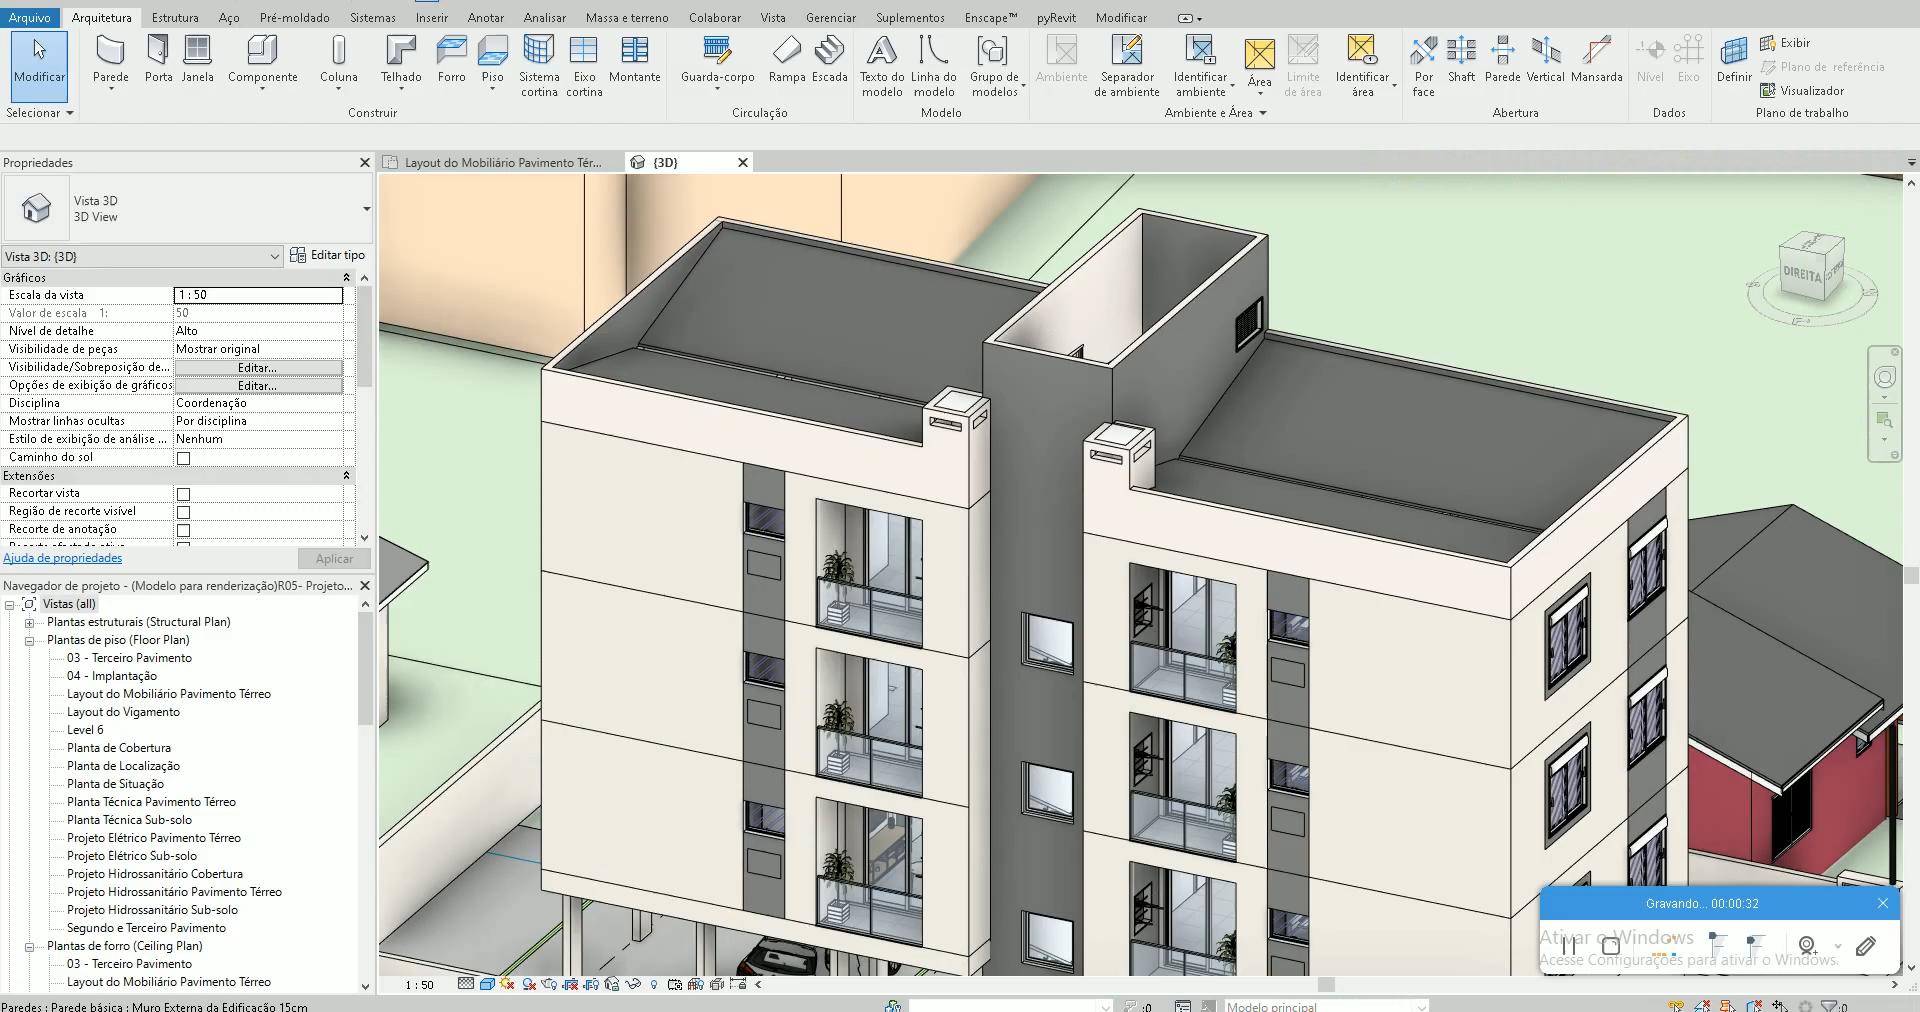 Arquivo Arquitetura Estrutura Aço Pré-moldado Sistemas Inserir Anotar Analisar Massa e terreno Colaborar Vista Gerenciar Suplementos Enscape™ pyRevit Modificar
Modificar
Selecionar
Parede
Porta
Janela
Componente
Coluna
Telhado
Forro
Piso
Sistema cortina
Eixo cortina
Montante
Construir
Guarda-corpo
Rampa
Escada
Circulação
Texto do modelo
Linha do modelo
Grupo de modelos
Modelo
Ambiente
Separador de ambiente
Identificar ambiente
Área
Limite de área
Identificar área
Ambiente e Área
Por face
Shaft
Parede
Vertical
Mansarda
Abertura
Nível
Eixo
Dados
Definir
Exibir
Plano de referência
Visualizador
Plano de trabalho
Propriedades
Layout do Mobiliário Pavimento Tér...
{3D}
Vista 3D
3D View
Vista 3D: {3D}
Editar tipo
Gráficos
Escala da vista 1 : 50
Valor de escala 1: 50
Nível de detalhe Alto
Visibilidade de peças Mostrar original
Visibilidade/Sobreposição de... Editar...
Opções de exibição de gráficos Editar...
Disciplina Coordenação
Mostrar linhas ocultas Por disciplina
Estilo de exibição de análise ... Nenhum
Caminho do sol
Extensões
Recortar vista
Região de recorte visível
Recorte de anotação
Ajuda de propriedades
Aplicar
Navegador de projeto - (Modelo para renderização)R05- Projeto...
Vistas (all)
Plantas estruturais (Structural Plan)
Plantas de piso (Floor Plan)
03 - Terceiro Pavimento
04 - Implantação
Layout do Mobiliário Pavimento Térreo
Layout do Vigamento
Level 6
Planta de Cobertura
Planta de Localização
Planta de Situação
Planta Técnica Pavimento Térreo
Planta Técnica Sub-solo
Projeto Elétrico Pavimento Térreo
Projeto Elétrico Sub-solo
Projeto Hidrossanitário Cobertura
Projeto Hidrossanitário Pavimento Térreo
Projeto Hidrossanitário Sub-solo
Segundo e Terceiro Pavimento
Plantas de forro (Ceiling Plan)
03 - Terceiro Pavimento
Layout do Mobiliário Pavimento Térreo
DIREITA
Gravando... 00:00:32
Ativar o Windows
Acesse Configurações para ativar o Windows.
1 : 50
Paredes : Parede básica : Muro Externa da Edificação 15cm
:0
Modelo principal
:0